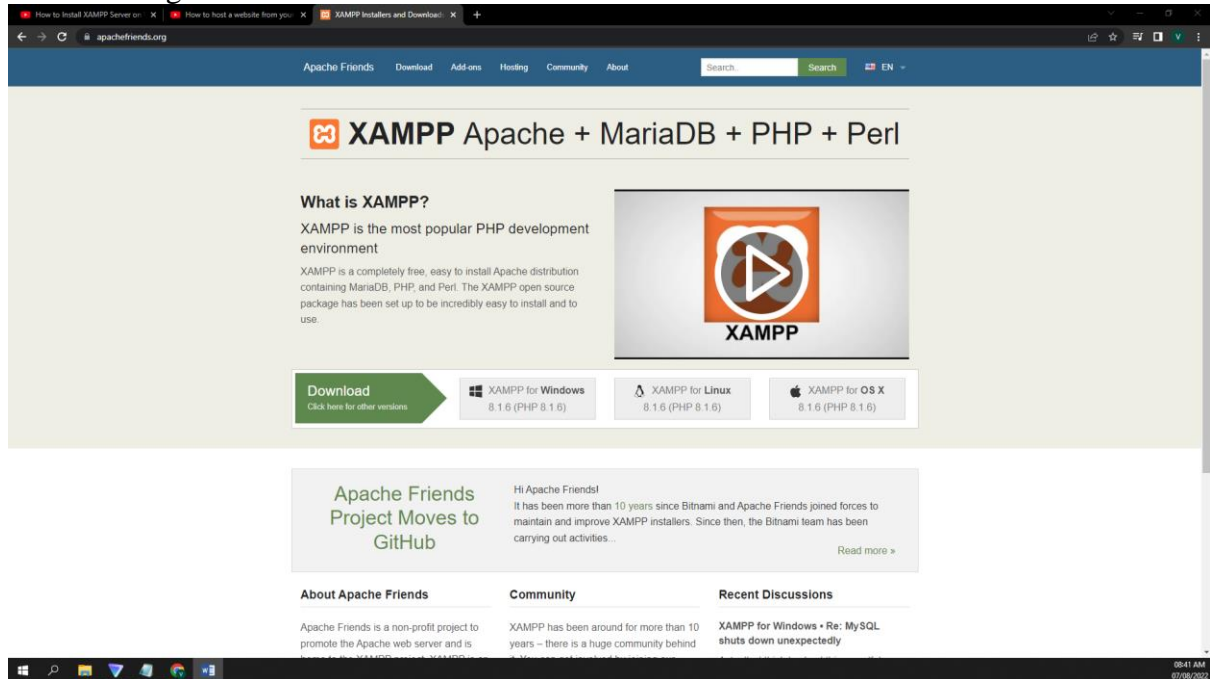 How to Install XAMPP Server on
How to host a website from your
XAMPP Installers and Download
apachefriends.org
V
Apache Friends
Download
Add-ons
Hosting
Community
About
Search..
Search
EN
XAMPP Apache + MariaDB + PHP + Perl
What is XAMPP?
XAMPP is the most popular PHP development
environment
XAMPP is a completely free, easy to install Apache distribution
containing MariaDB, PHP, and Perl. The XAMPP open source
package has been set up to be incredibly easy to install and to
use.
XAMPP
Download
Click here for other versions
XAMPP for Windows
8.1.6 (PHP 8.1.6)
XAMPP for Linux
8.1.6 (PHP 8.1.6)
XAMPP for OS X
8.1.6 (PHP 8.1.6)
Apache Friends
Project Moves to
GitHub
Hi Apache Friends!
It has been more than 10 years since Bitnami and Apache Friends joined forces to
maintain and improve XAMPP installers. Since then, the Bitnami team has been
carrying out activities...
Read more »
About Apache Friends
Apache Friends is a non-profit project to
promote the Apache web server and is
Community
XAMPP has been around for more than 10
years – there is a huge community behind
Recent Discussions
XAMPP for Windows • Re: MySQL
shuts down unexpectedly
08:41 AM
07/08/2022